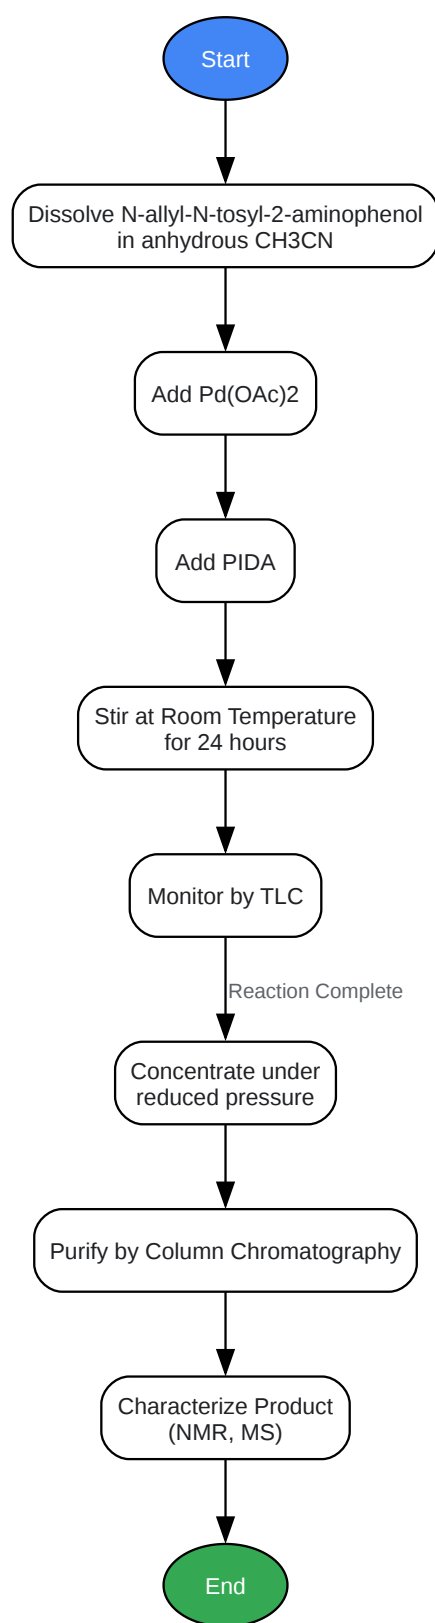 Start
Dissolve N-allyl-N-tosyl-2-aminophenol
in anhydrous CH3CN
Add Pd(OAc)2
Add PIDA
Stir at Room Temperature
for 24 hours
Monitor by TLC
Reaction Complete
Concentrate under
reduced pressure
Purify by Column Chromatography
Characterize Product
(NMR, MS)
End